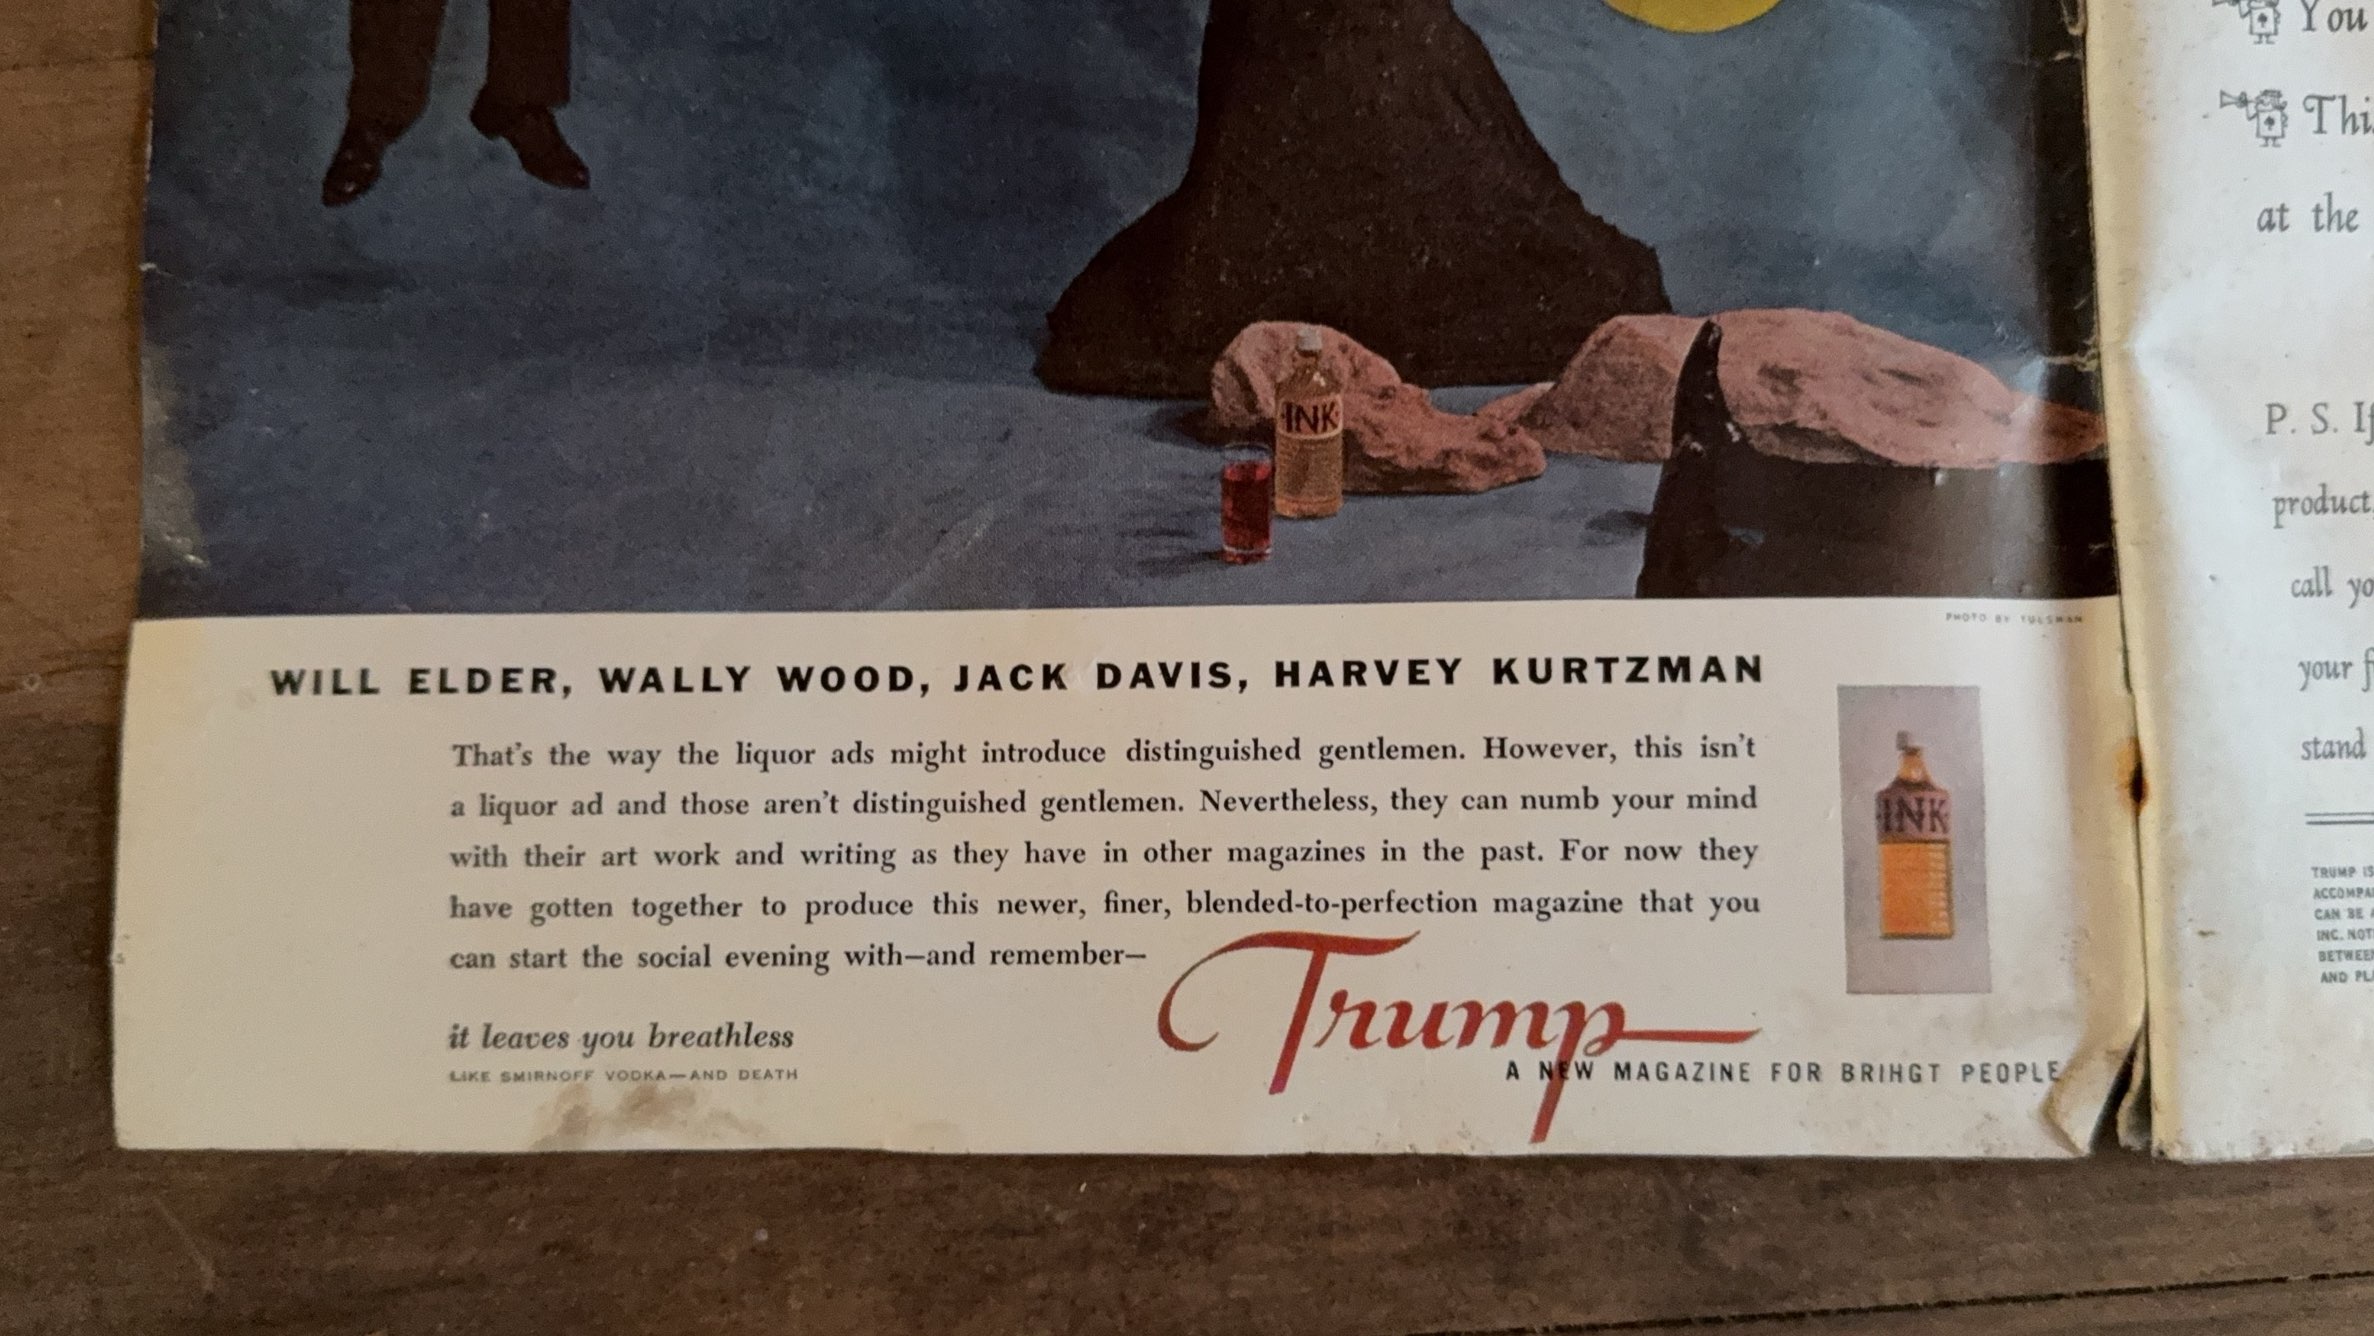 INK
PHOTO BY TULSMAN
WILL ELDER, WALLY WOOD, JACK DAVIS, HARVEY KURTZMAN
That's the way the liquor ads might introduce distinguished gentlemen. However, this isn't
a liquor ad and those aren't distinguished gentlemen. Nevertheless, they can numb your mind
with their art work and writing as they have in other magazines in the past. For now they
have gotten together to produce this newer, finer, blended-to-perfection magazine that you
can start the social evening with—and remember—
INK
Trump
it leaves you breathless
LIKE SMIRNOFF VODKA—AND DEATH
A NEW MAGAZINE FOR BRIHGT PEOPLE
You
at the
P. S.
product,
call
your
stand
TRUMP
CAN BE
INC.
AND